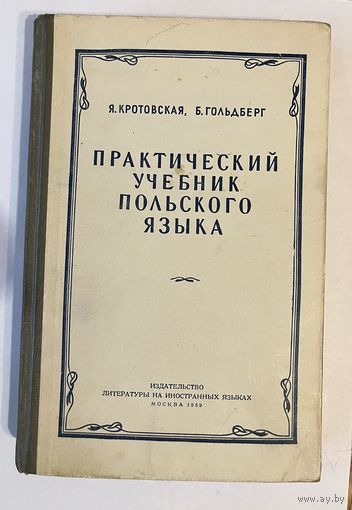 Я. КРОТОВСКАЯ, Б. ГОЛЬДБЕРГ
ПРАКТИЧЕСКИЙ
УЧЕБНИК
ПОЛЬСКОГО
ЯЗЫКА
ИЗДАТЕЛЬСТВО
ЛИТЕРАТУРЫ НА ИНОСТРАННЫХ ЯЗЫКАХ
МОСКВА 1959
© www.ay.by